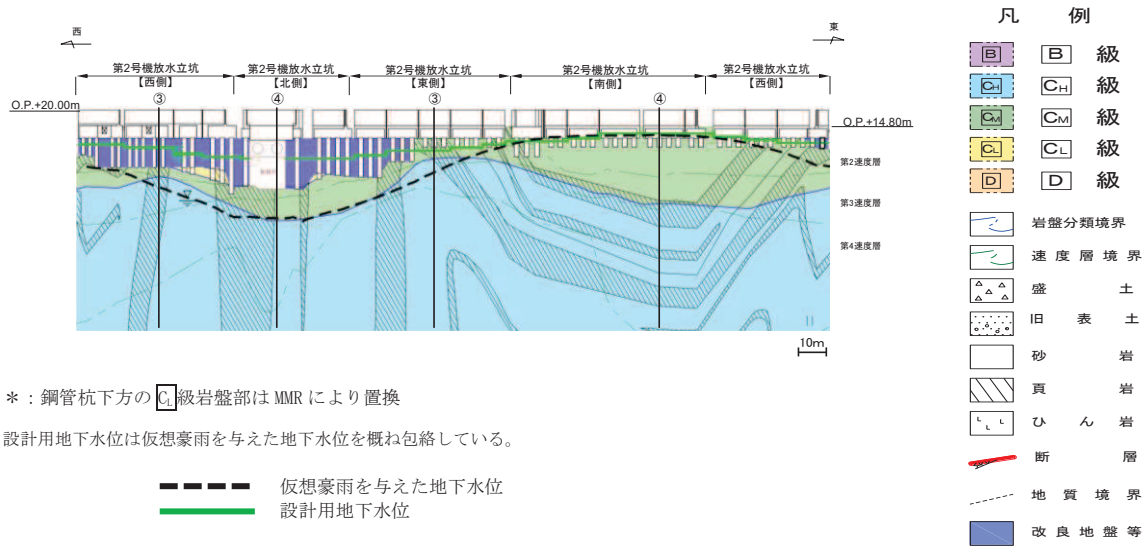 西
東
第2号機放水立坑
【西側】
第2号機放水立坑
【北側】
第2号機放水立坑
【東側】
第2号機放水立坑
【南側】
第2号機放水立坑
【西側】
③
④
③
④
O.P.+20.00m
O.P.+14.80m
第2速度層
第3速度層
第4速度層
10m
＊：鋼管杭下方のCL級岩盤部は MMR により置換
設計用地下水位は仮想豪雨を与えた地下水位を概ね包絡している。
仮想豪雨を与えた地下水位
設計用地下水位
凡 例
B B 級
CH CH 級
CM CM 級
CL CL 級
D D 級
岩盤分類境界
速度層境界
盛 土
旧 表 土
砂 岩
頁 岩
ひ ん 岩
断 層
地 質 境 界
改 良 地 盤 等